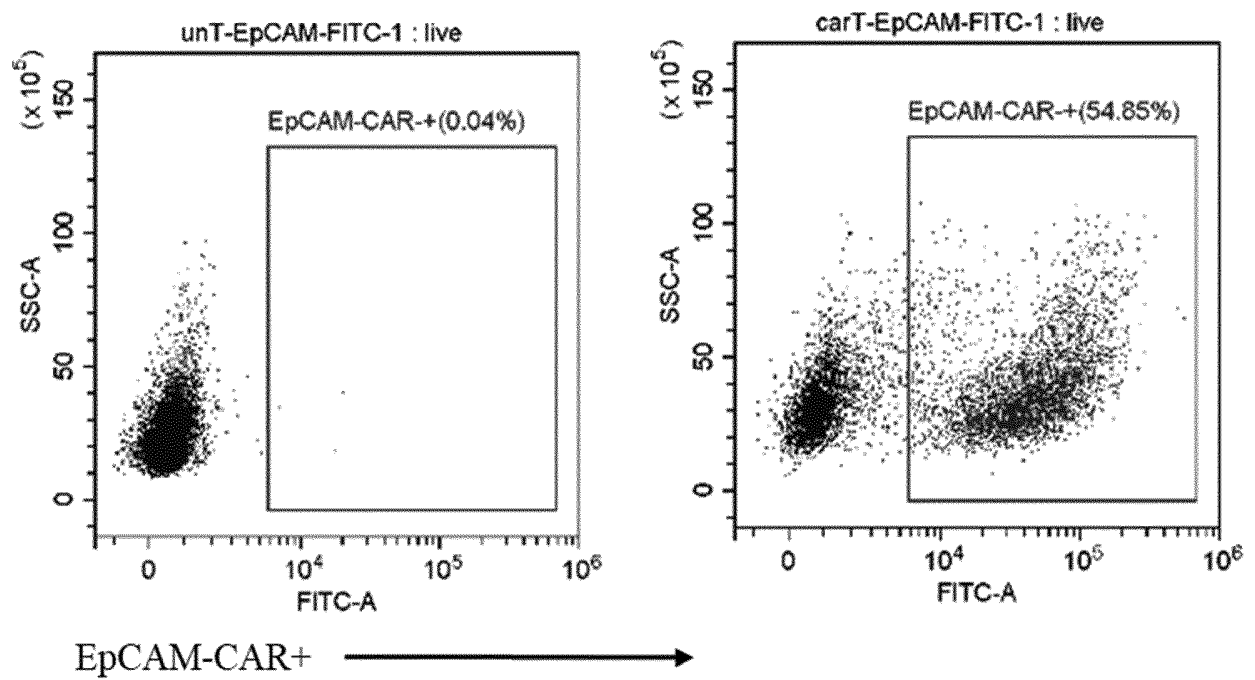 unT-EpCAM-FITC-1 : live
(x 10⁵)
150
100
50
0
SSC-A
EpCAM-CAR-+(0.04%)
0 10⁴ 10⁵ 10⁶
FITC-A
carT-EpCAM-FITC-1 : live
(x 10⁵)
150
100
50
0
SSC-A
EpCAM-CAR-+(54.85%)
0 10⁴ 10⁵ 10⁶
FITC-A
EpCAM-CAR+